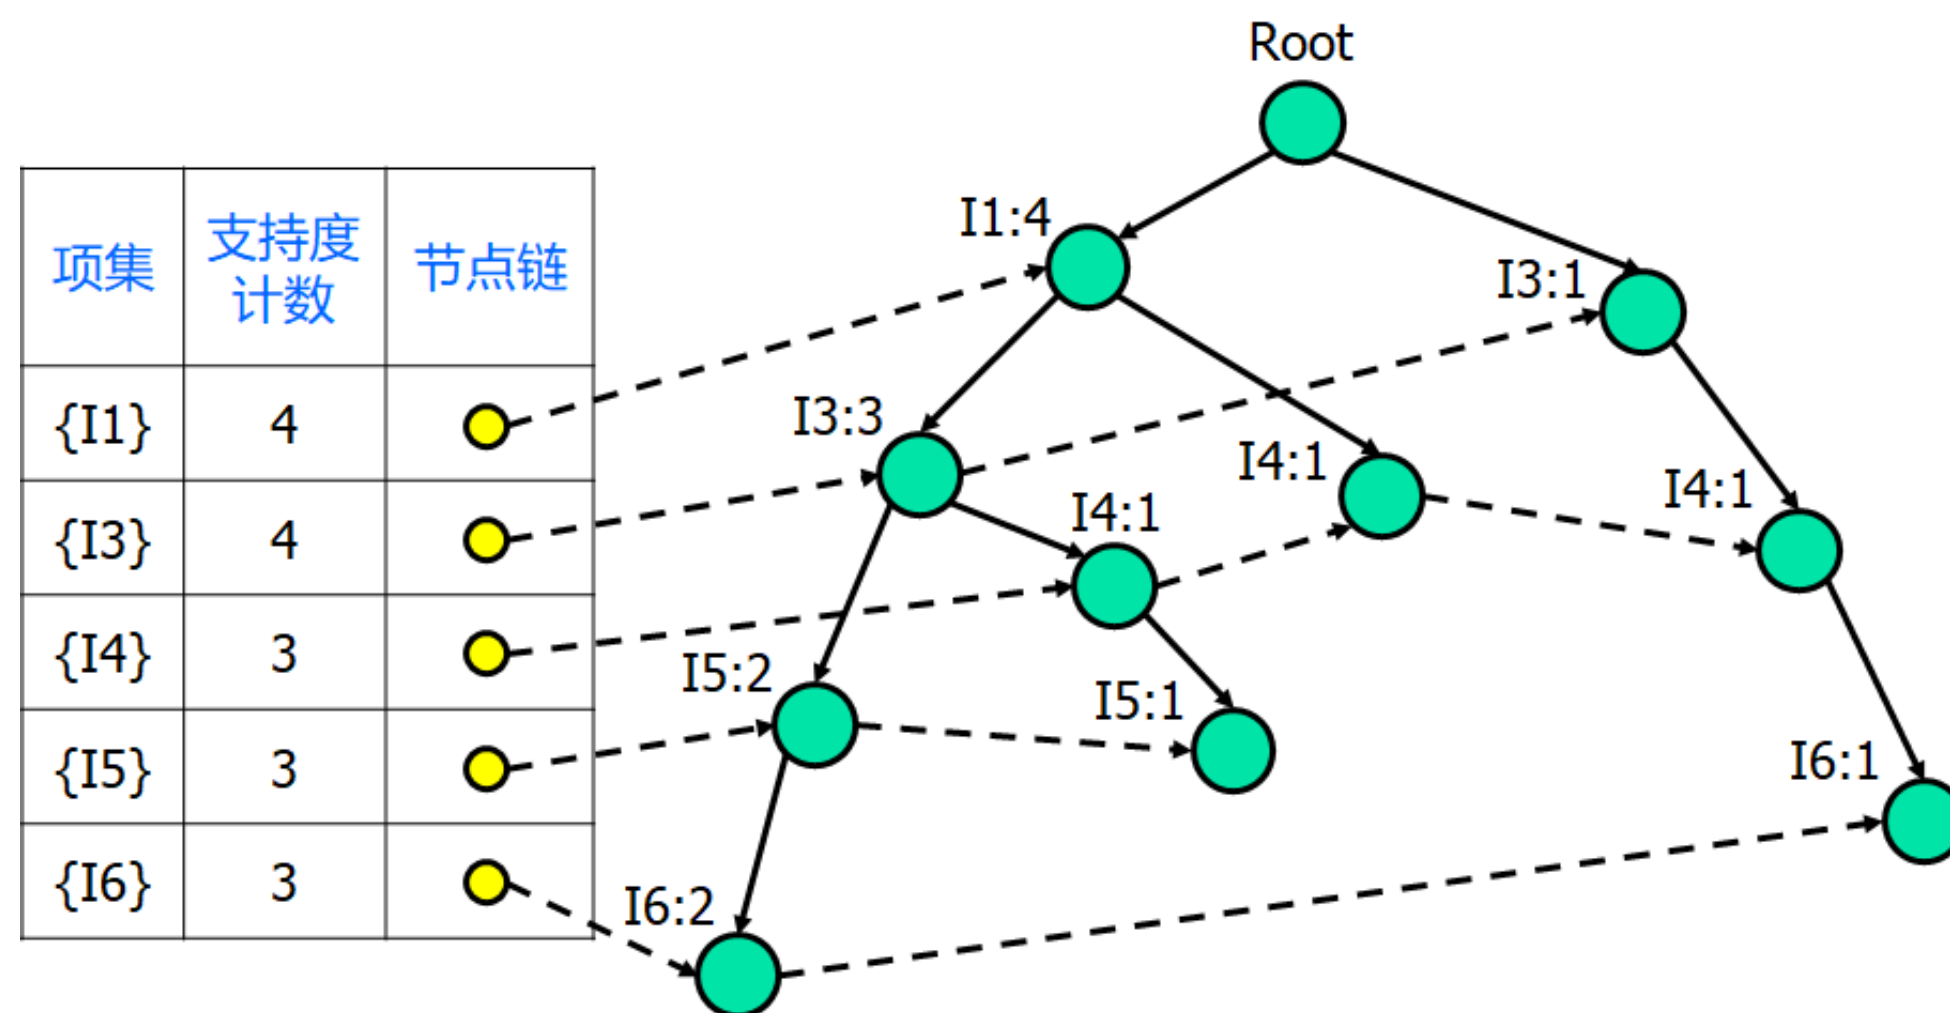 Root
I1:4
I3:1
项集 支持度计数 节点链
I3:3
I4:1
I4:1
I4:1
{I1} 4
{I3} 4
{I4} 3
I5:2
I5:1
{I5} 3
I6:1
{I6} 3
I6:2